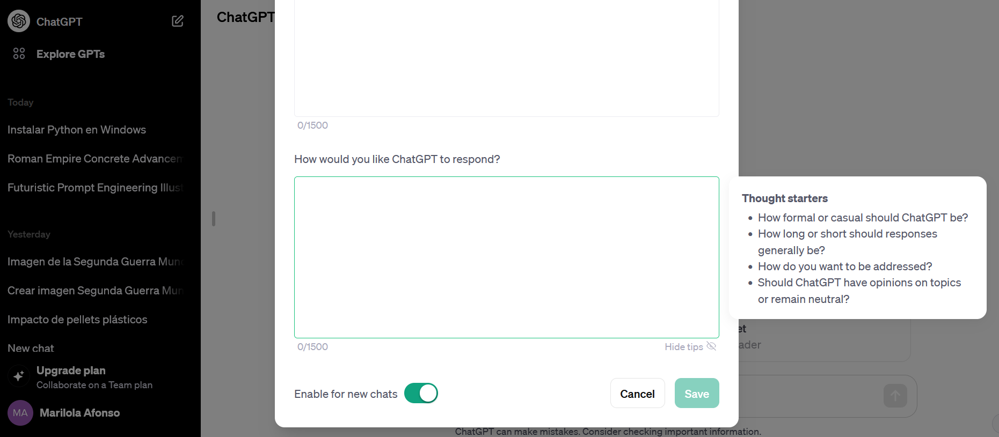 ChatGPT
Explore GPTs
Today
Instalar Python en Windows
Roman Empire Concrete Advancem
Futuristic Prompt Engineering Illust
Yesterday
Imagen de la Segunda Guerra Mund
Crear imagen Segunda Guerra Mun
Impacto de pellets plásticos
New chat
Upgrade plan
Collaborate on a Team plan
MA
Marilola Afonso
ChatGPT
0/1500
How would you like ChatGPT to respond?
0/1500
Hide tips
Enable for new chats
Cancel
Save
Thought starters
• How formal or casual should ChatGPT be?
• How long or short should responses
generally be?
• How do you want to be addressed?
• Should ChatGPT have opinions on topics
or remain neutral?
et
ader
ChatGPT can make mistakes. Consider checking important information.